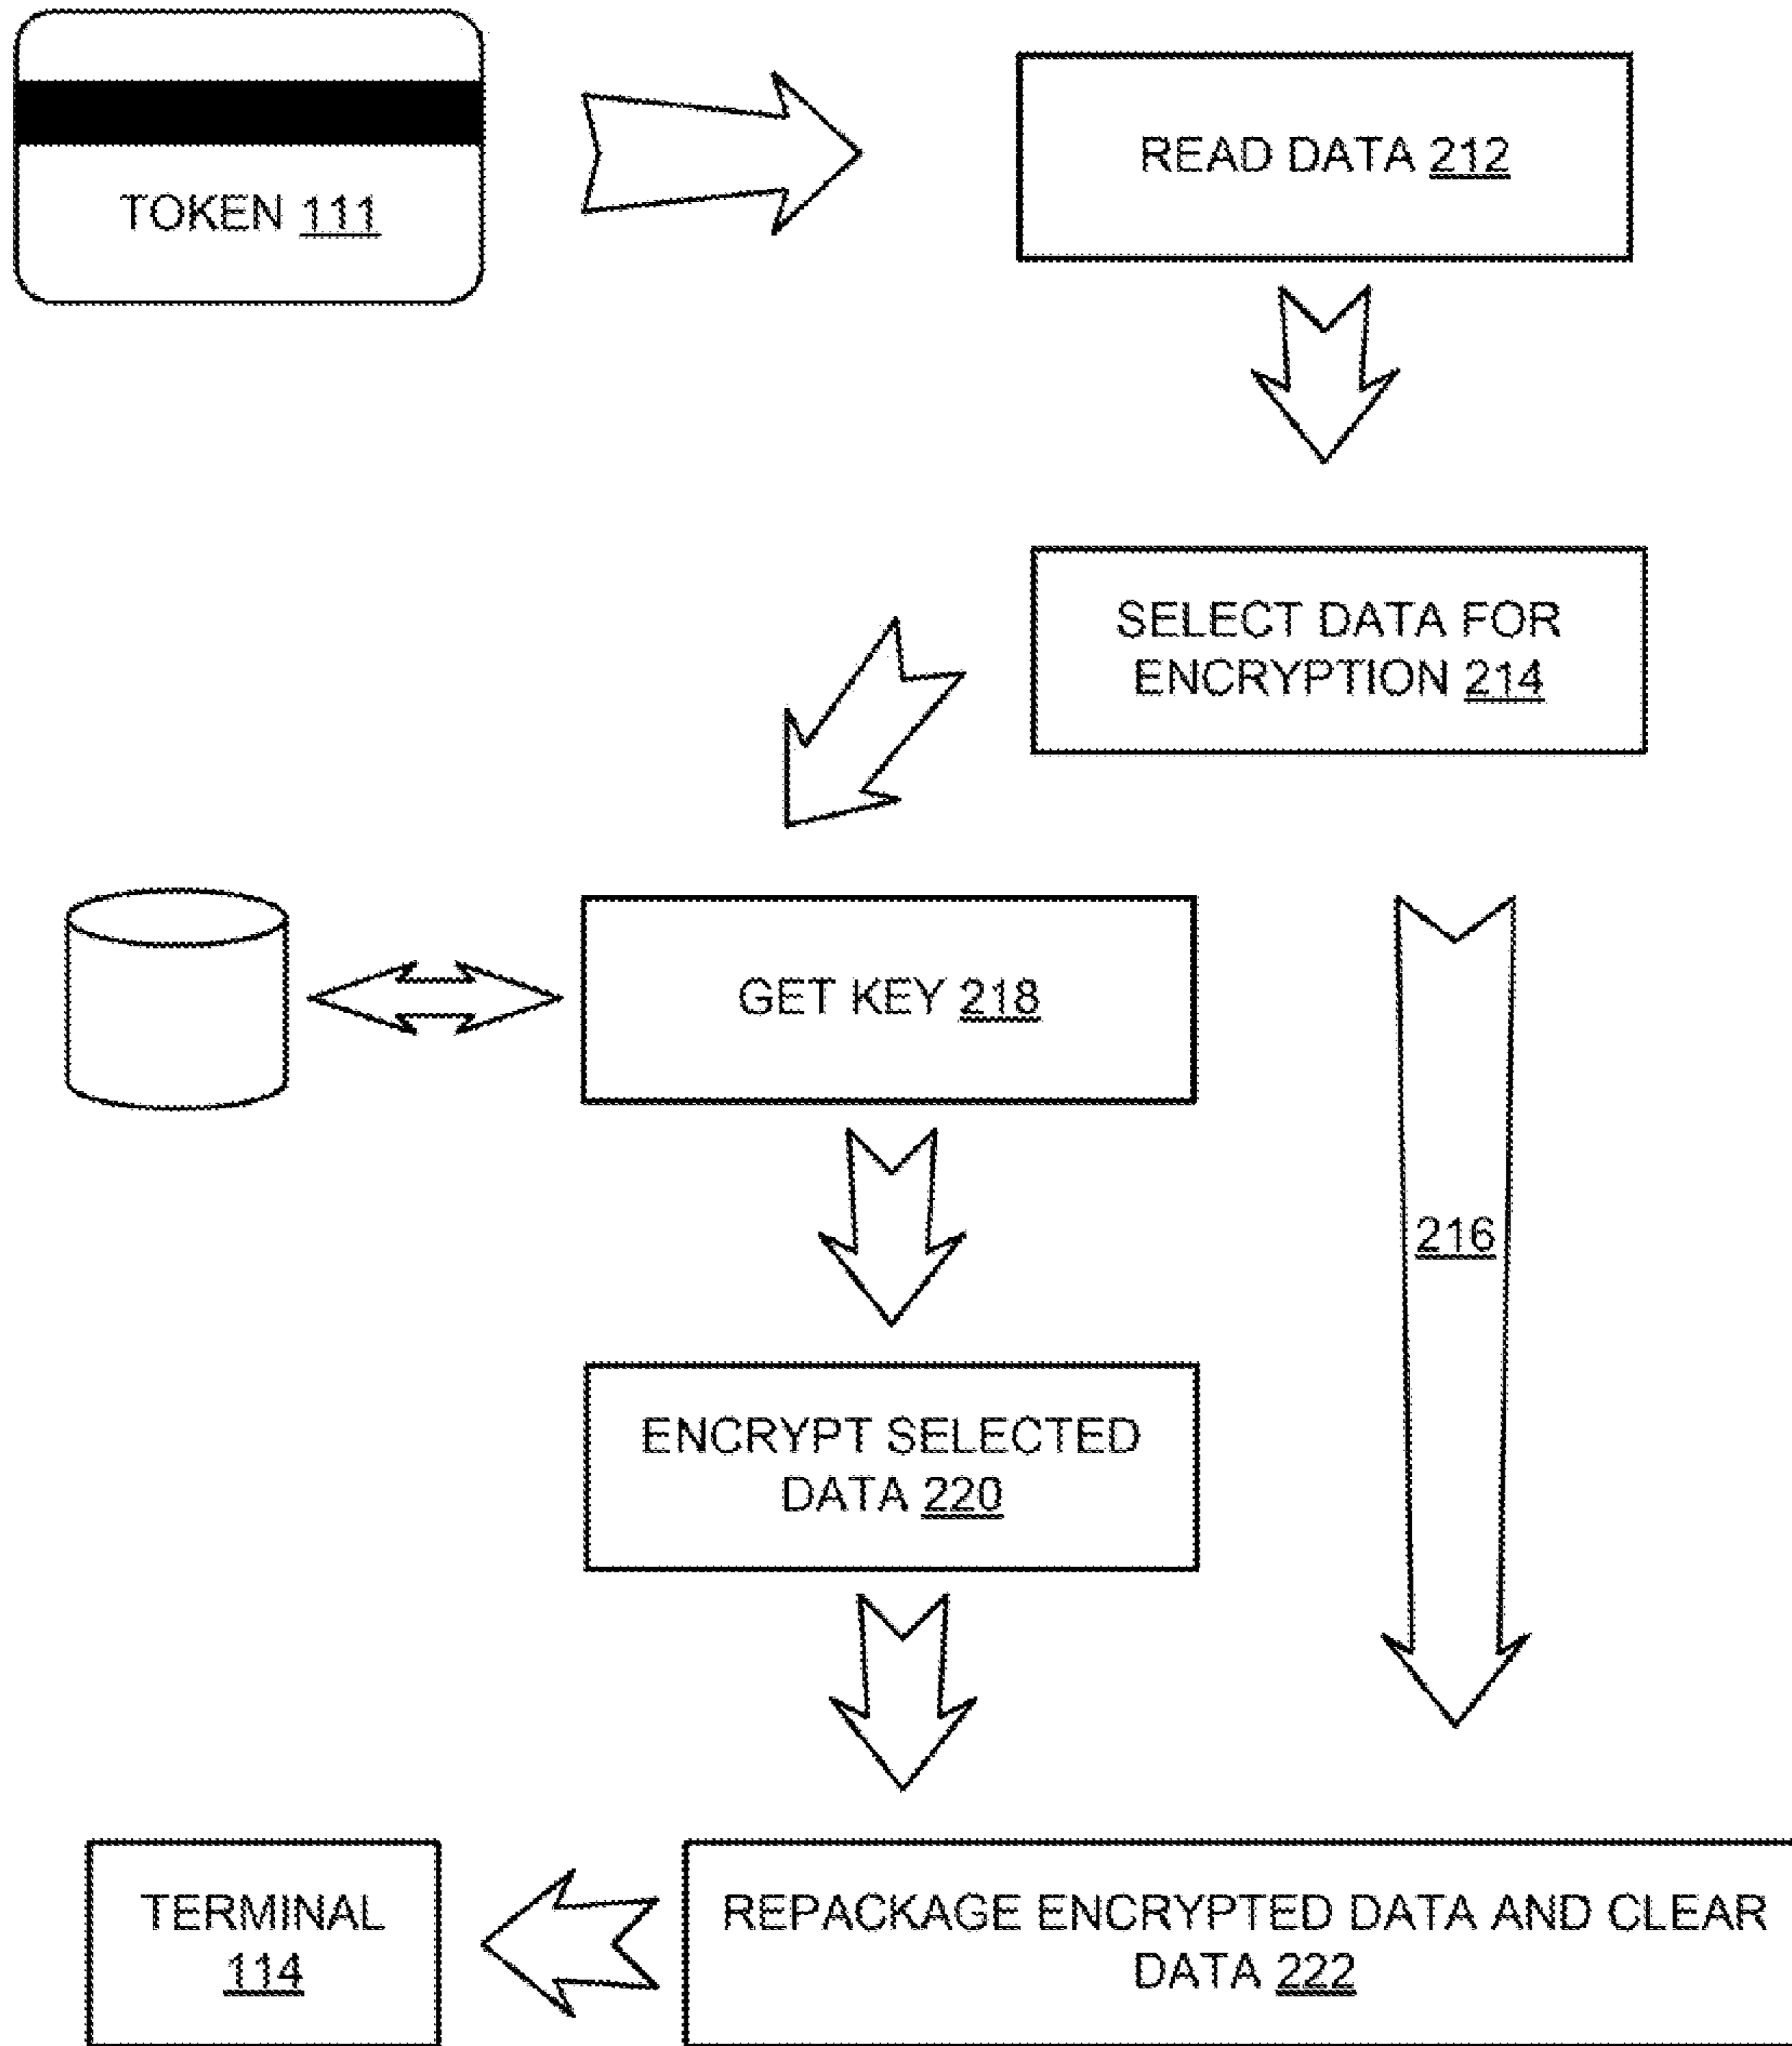 TOKEN 111
READ DATA 212
SELECT DATA FOR
ENCRYPTION 214
GET KEY 218
216
ENCRYPT SELECTED
DATA 220
TERMINAL
114
REPACKAGE ENCRYPTED DATA AND CLEAR
DATA 222